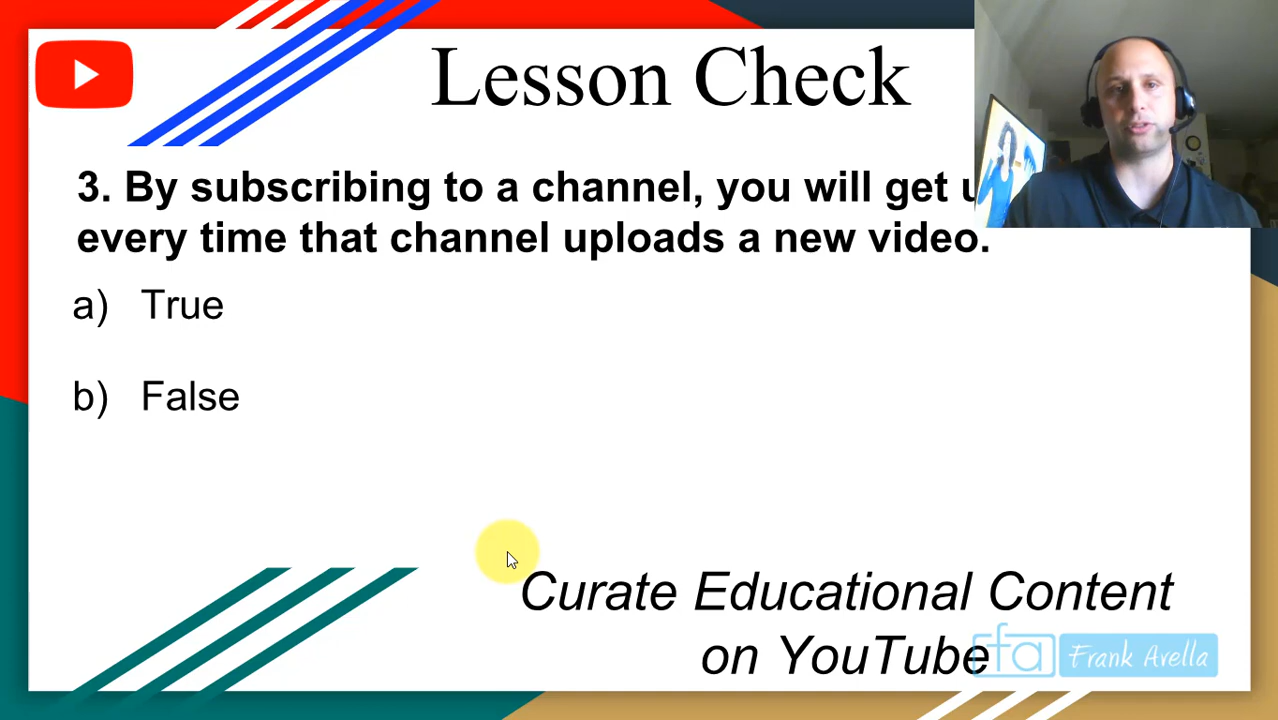 Lesson Check
3. By subscribing to a channel, you will get
every time that channel uploads a new video.
a) True
b) False
Curate Educational Content
on YouTube
fa Frank Avella